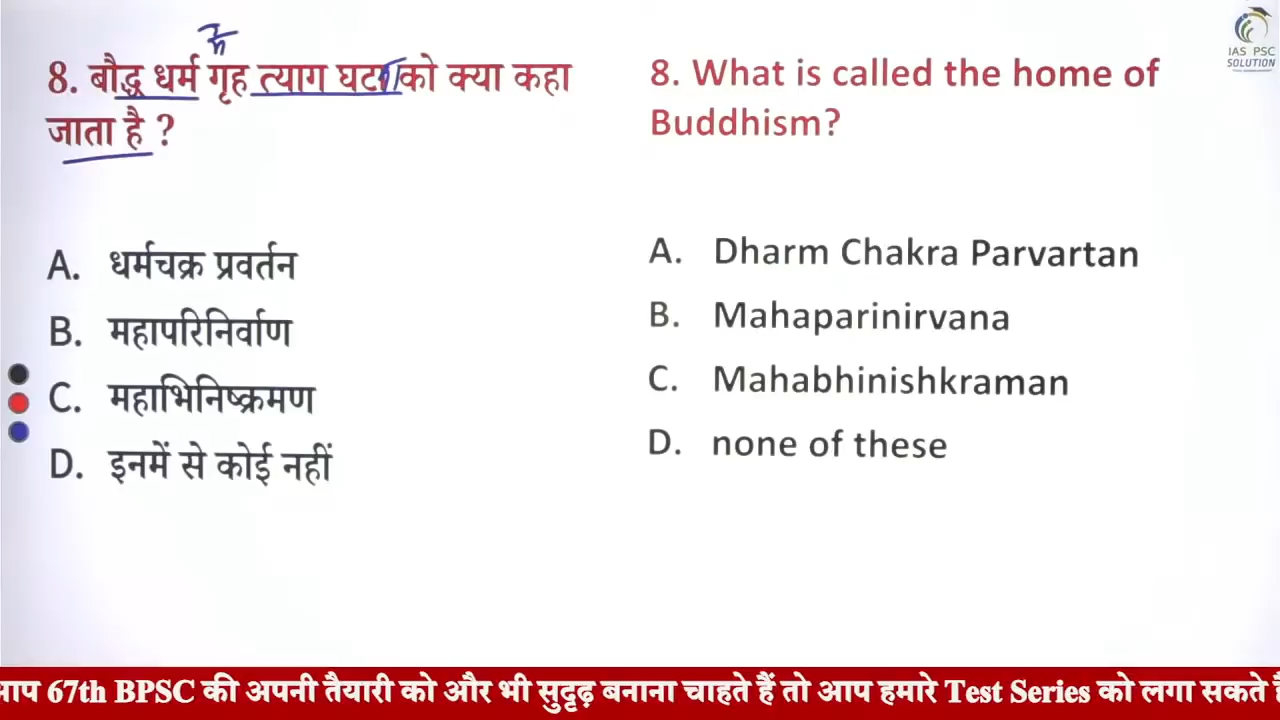 में
8. बौद्ध धर्म गृह त्याग घटना को क्या कहा
जाता है ?
A. धर्मचक्र प्रवर्तन
B. महापरिनिर्वाण
C. महाभिनिष्क्रमण
D. इनमें से कोई नहीं
8. What is called the home of
Buddhism?
A. Dharm Chakra Parvartan
B. Mahaparinirvana
C. Mahabhinishkraman
D. none of these
IAS PSC
SOLUTION
आप 67th BPSC की अपनी तैयारी को और भी सुदृढ़ बनाना चाहते हैं तो आप हमारे Test Series को लगा सकते